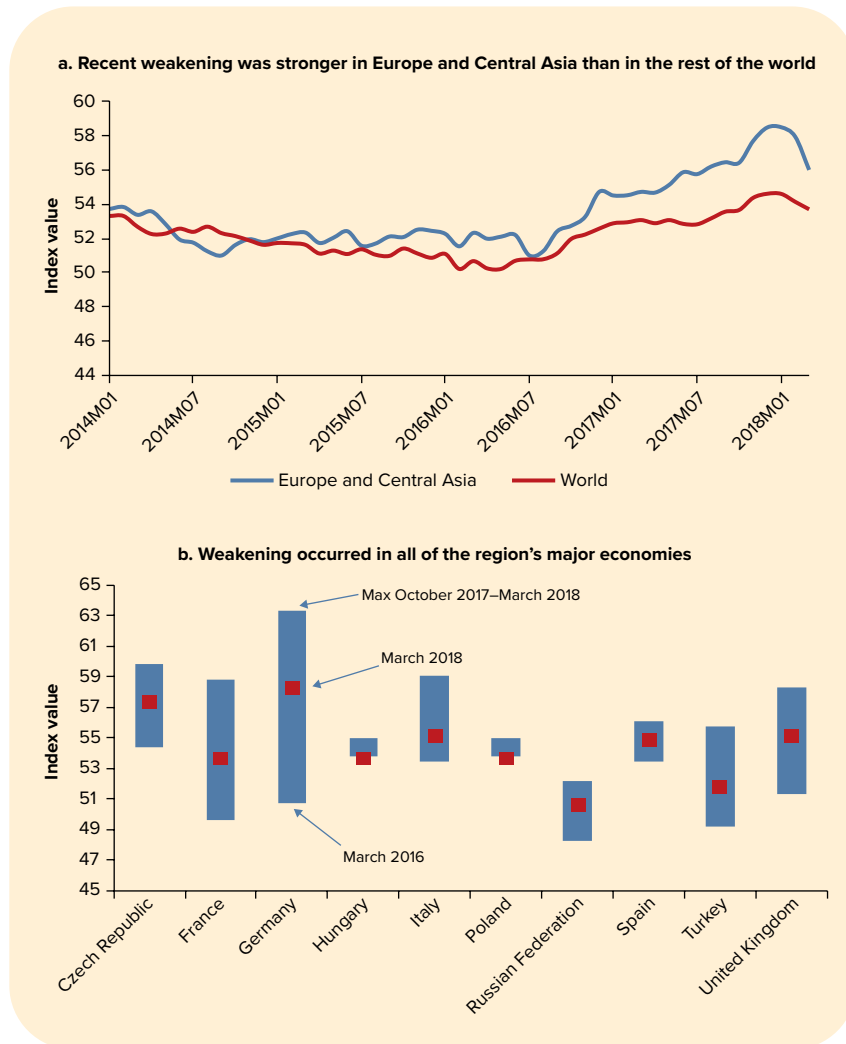 a. Recent weakening was stronger in Europe and Central Asia than in the rest of the world
60
58
56
54
52
50
48
46
44
Index value
2014M01
2014M07
2015M01
2015M07
2016M01
2016M07
2017M01
2017M07
2018M01
Europe and Central Asia
World
b. Weakening occurred in all of the region’s major economies
65
63
61
59
57
55
53
51
49
47
45
Index value
Max October 2017–March 2018
March 2018
March 2016
Czech Republic
France
Germany
Hungary
Italy
Poland
Russian Federation
Spain
Turkey
United Kingdom